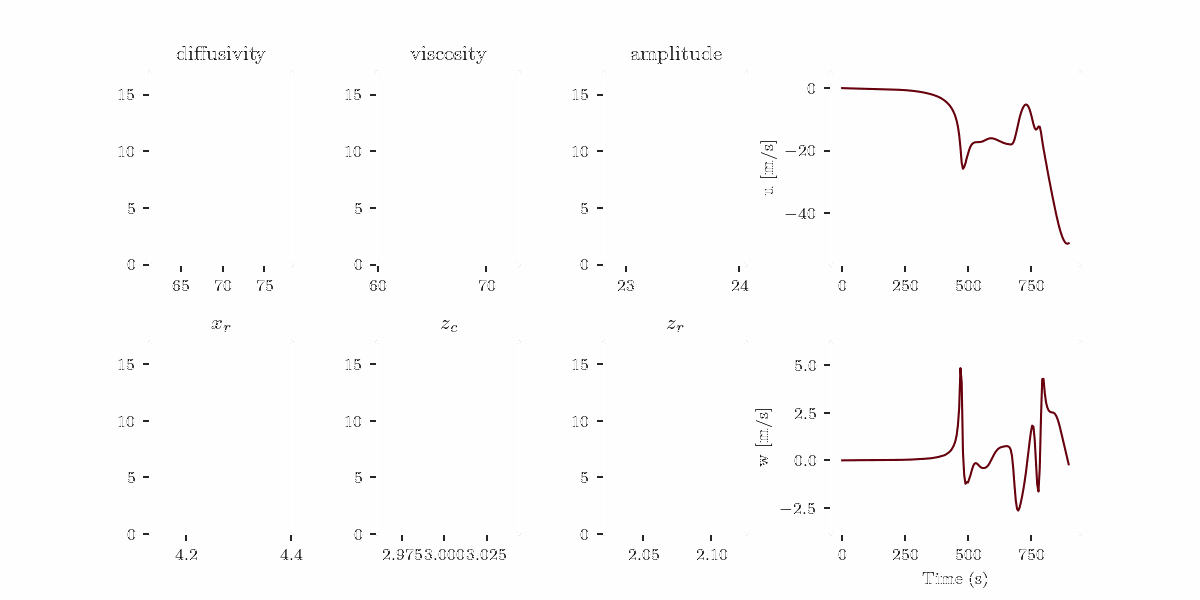 diffusivity viscosity amplitude
15 15 15 0
10 10 10 −20
5 5 5 −40
0 0 0
u [m/s]
65 70 75 60 70 23 24 0 250 500 750
x_r z_c z_r
15 15 15 5.0
10 10 10 2.5
5 5 5 0.0
0 0 0 −2.5
w [m/s]
4.2 4.4 2.975 3.000 3.025 2.05 2.10 0 250 500 750
Time (s)